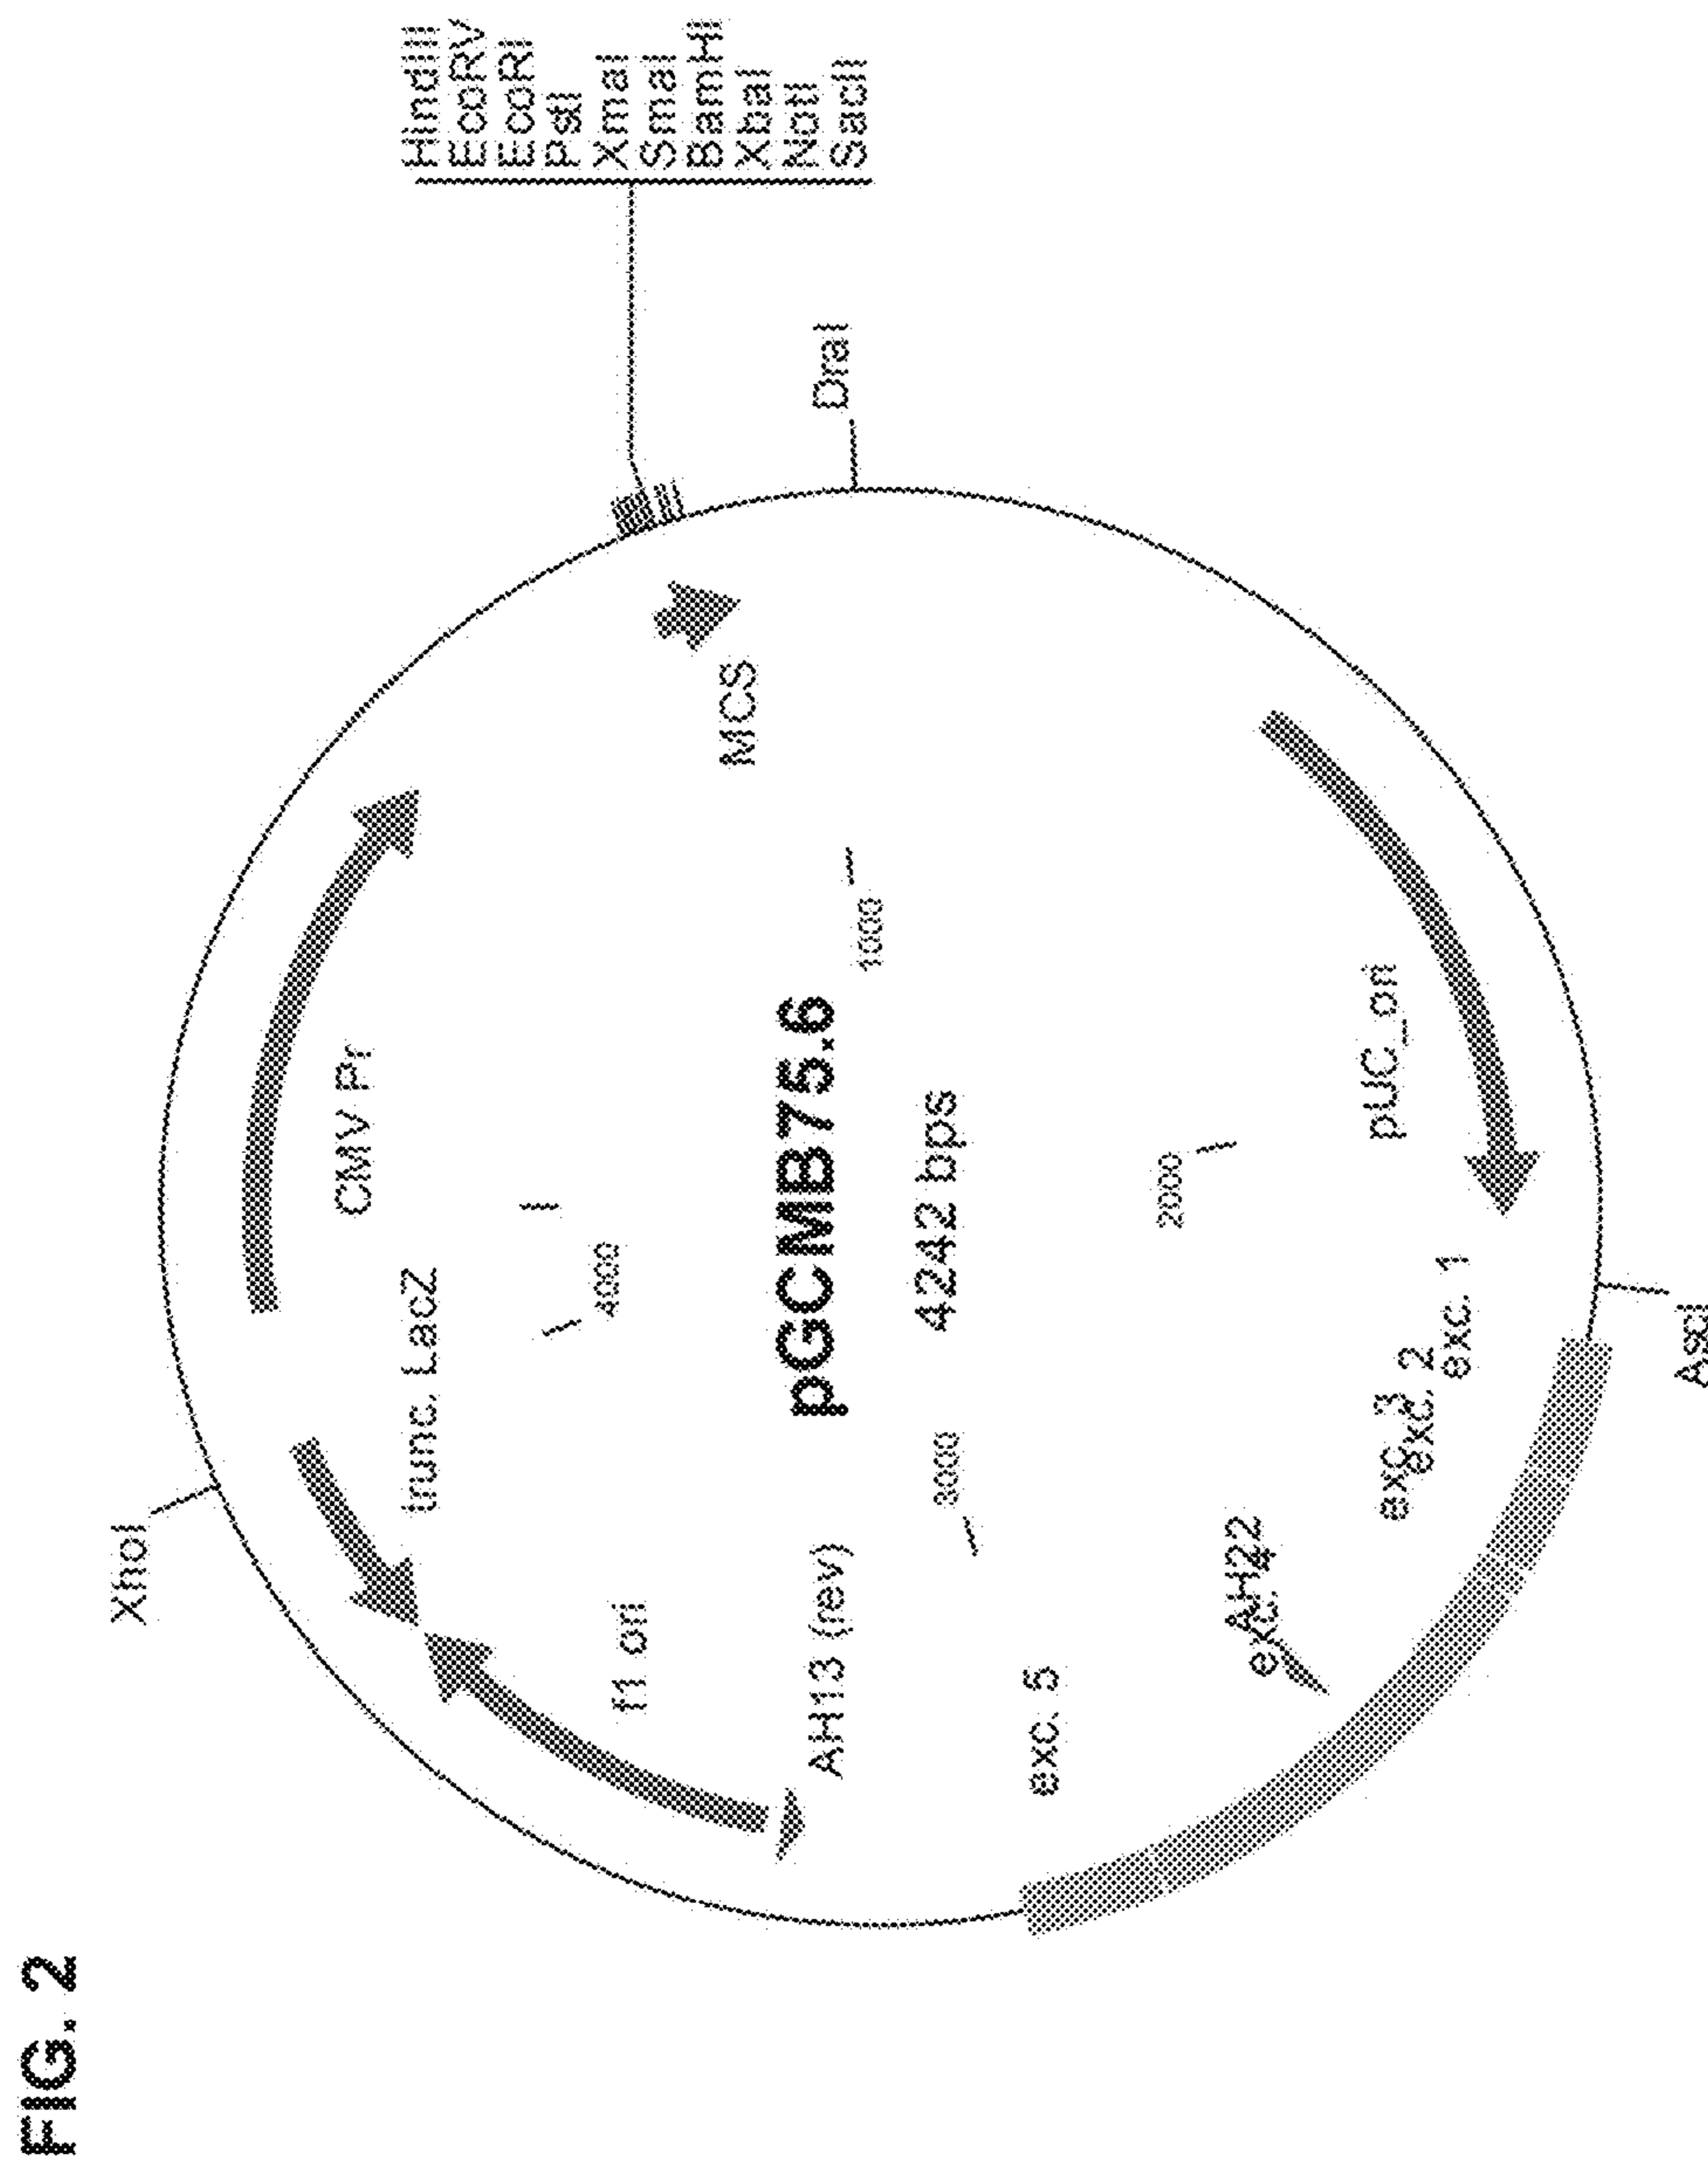 FIG. 2
XhoI
CMV Pr
trunc. LacZ
f1 ori
AH13 (rev)
4000
HindIII
EcoRV
EcoRI
PstI
XmaI
SmaI
BamHI
XbaI
NotI
SacII
MCS
DraI
1000
pGCMB75.6
4242 bps
3000
2000
exc. 5
AH22
exc. 4
exc. 3
exc. 2
exc. 1
pUC_ori
AscI